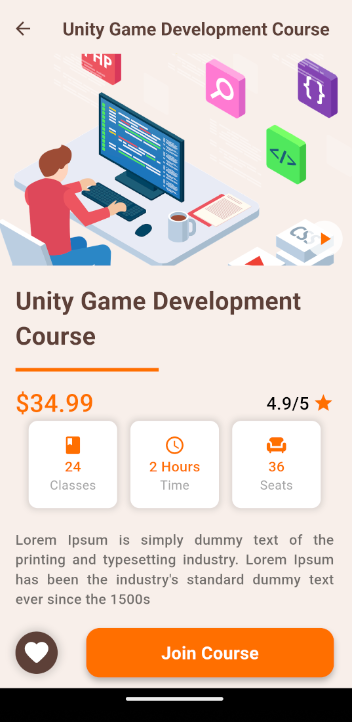 Unity Game Development Course
PHP
{ }
</>
Unity Game Development
Course
$34.99
4.9/5
24
Classes
2 Hours
Time
36
Seats
Lorem Ipsum is simply dummy text of the
printing and typesetting industry. Lorem Ipsum
has been the industry's standard dummy text
ever since the 1500s
Join Course